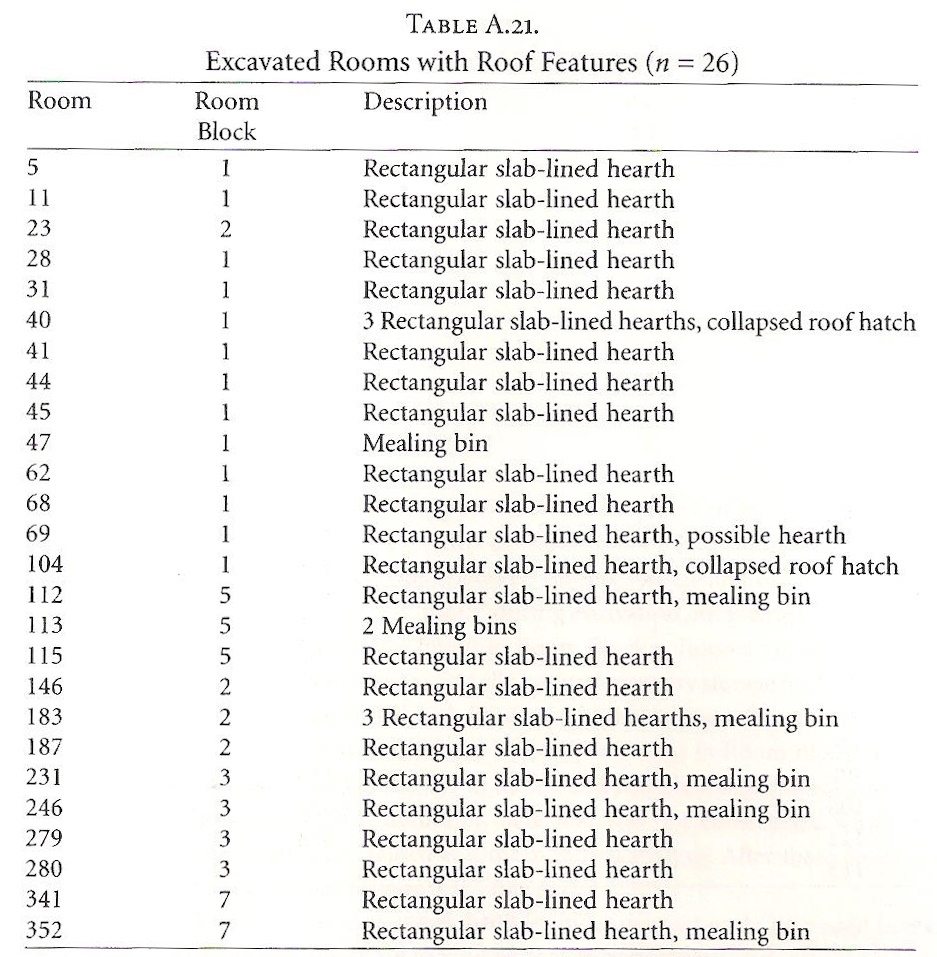 TABLE A.21.
Excavated Rooms with Roof Features (n = 26)
Room Room Description
Block
5 1 Rectangular slab-lined hearth
11 1 Rectangular slab-lined hearth
23 2 Rectangular slab-lined hearth
28 1 Rectangular slab-lined hearth
31 1 Rectangular slab-lined hearth
40 1 3 Rectangular slab-lined hearths, collapsed roof hatch
41 1 Rectangular slab-lined hearth
44 1 Rectangular slab-lined hearth
45 1 Rectangular slab-lined hearth
47 1 Mealing bin
62 1 Rectangular slab-lined hearth
68 1 Rectangular slab-lined hearth
69 1 Rectangular slab-lined hearth, possible hearth
104 1 Rectangular slab-lined hearth, collapsed roof hatch
112 5 Rectangular slab-lined hearth, mealing bin
113 5 2 Mealing bins
115 5 Rectangular slab-lined hearth
146 2 Rectangular slab-lined hearth
183 2 3 Rectangular slab-lined hearths, mealing bin
187 2 Rectangular slab-lined hearth
231 3 Rectangular slab-lined hearth, mealing bin
246 3 Rectangular slab-lined hearth, mealing bin
279 3 Rectangular slab-lined hearth
280 3 Rectangular slab-lined hearth
341 7 Rectangular slab-lined hearth
352 7 Rectangular slab-lined hearth, mealing bin